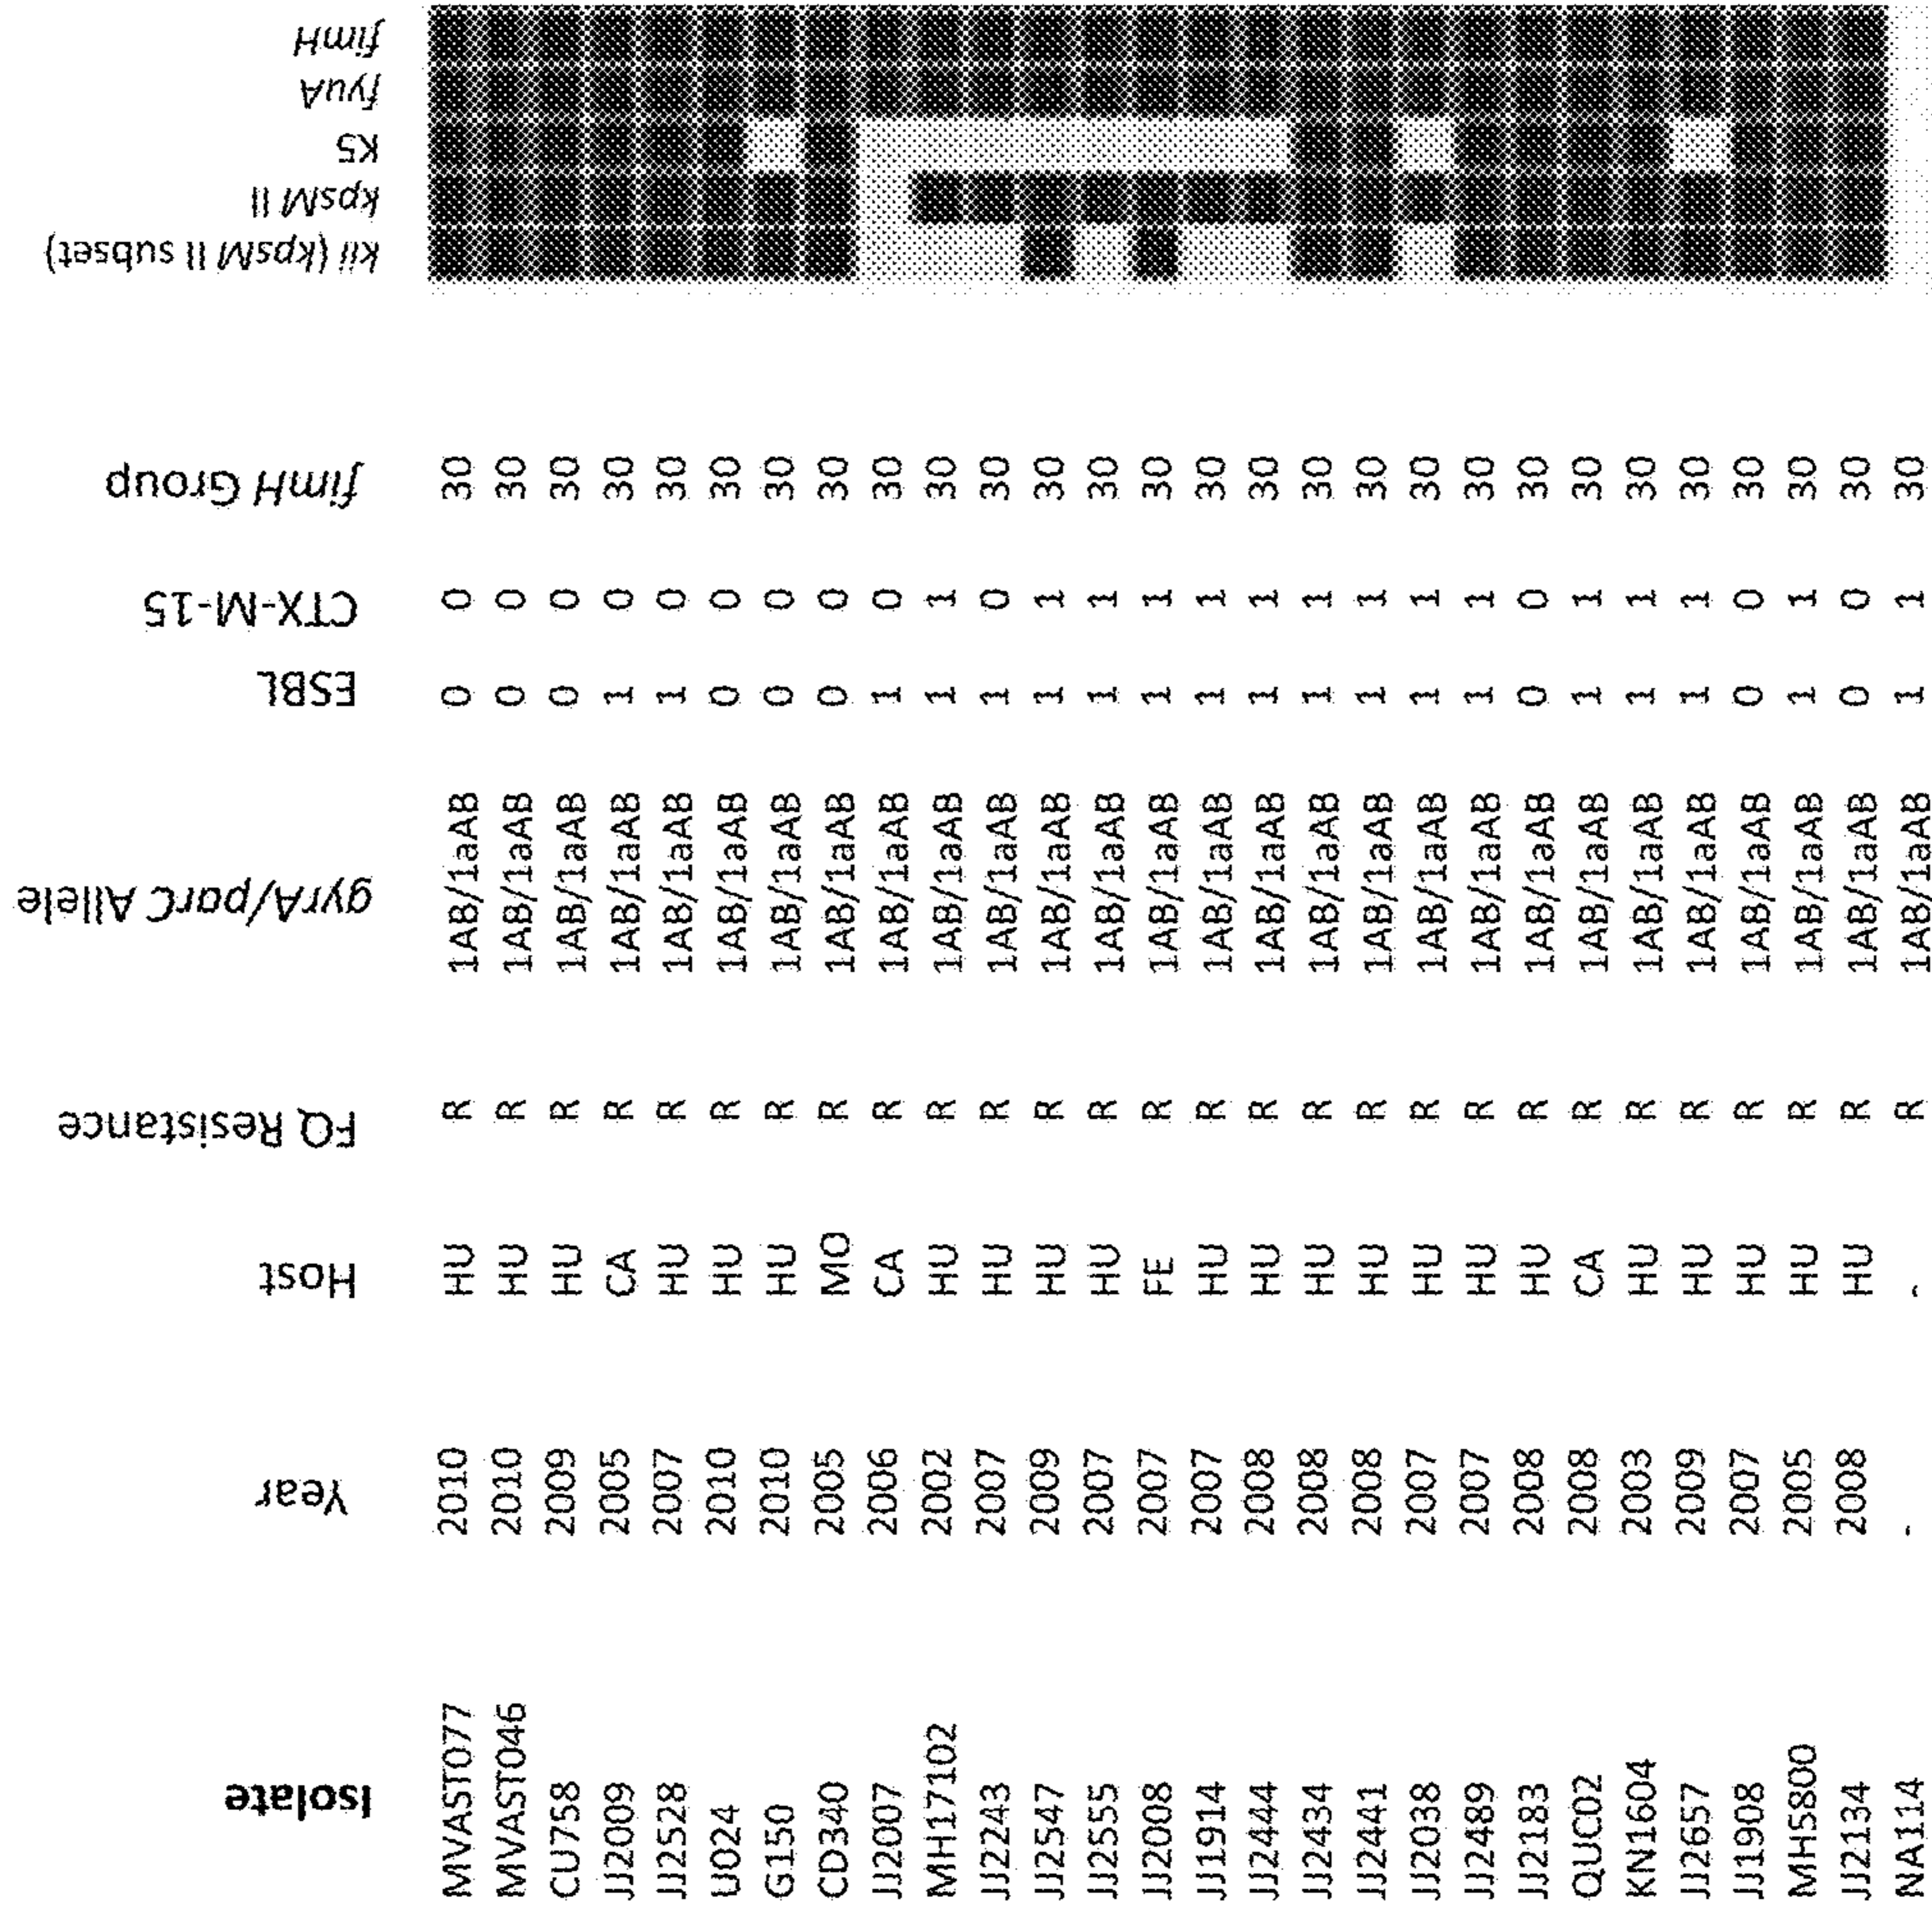 Isolate
Year
Host
FQ Resistance
gyrA/parC Allele
ESBL
CTX-M-15
fimH Group
kii (kpsM II subset)
kpsM II
K5
fyuA
fimH
MVAST077 2010 HU R 1AB/1aAB 0 0 30
MVAST046 2010 HU R 1AB/1aAB 0 0 30
CU758 2009 HU R 1AB/1aAB 0 0 30
JJ2009 2005 CA R 1AB/1aAB 1 0 30
JJ2528 2007 HU R 1AB/1aAB 1 0 30
U024 2010 HU R 1AB/1aAB 0 0 30
G150 2010 HU R 1AB/1aAB 0 0 30
CD340 2005 MO R 1AB/1aAB 0 0 30
JJ2007 2006 CA R 1AB/1aAB 1 0 30
MH17102 2002 HU R 1AB/1aAB 1 1 30
JJ2243 2007 HU R 1AB/1aAB 1 0 30
JJ2547 2009 HU R 1AB/1aAB 1 1 30
JJ2555 2007 HU R 1AB/1aAB 1 1 30
JJ2008 2007 FE R 1AB/1aAB 1 1 30
JJ1914 2007 HU R 1AB/1aAB 1 1 30
JJ2444 2008 HU R 1AB/1aAB 1 1 30
JJ2434 2008 HU R 1AB/1aAB 1 1 30
JJ2441 2008 HU R 1AB/1aAB 1 1 30
JJ2038 2007 HU R 1AB/1aAB 1 1 30
JJ2489 2007 HU R 1AB/1aAB 1 1 30
JJ2183 2008 HU R 1AB/1aAB 0 0 30
QUC02 2008 CA R 1AB/1aAB 1 1 30
KN1604 2003 HU R 1AB/1aAB 1 1 30
JJ2657 2009 HU R 1AB/1aAB 1 1 30
JJ1908 2007 HU R 1AB/1aAB 0 0 30
MHS800 2005 HU R 1AB/1aAB 1 1 30
JJ2134 2008 HU R 1AB/1aAB 0 0 30
NA114 - - R 1AB/1aAB 1 1 30